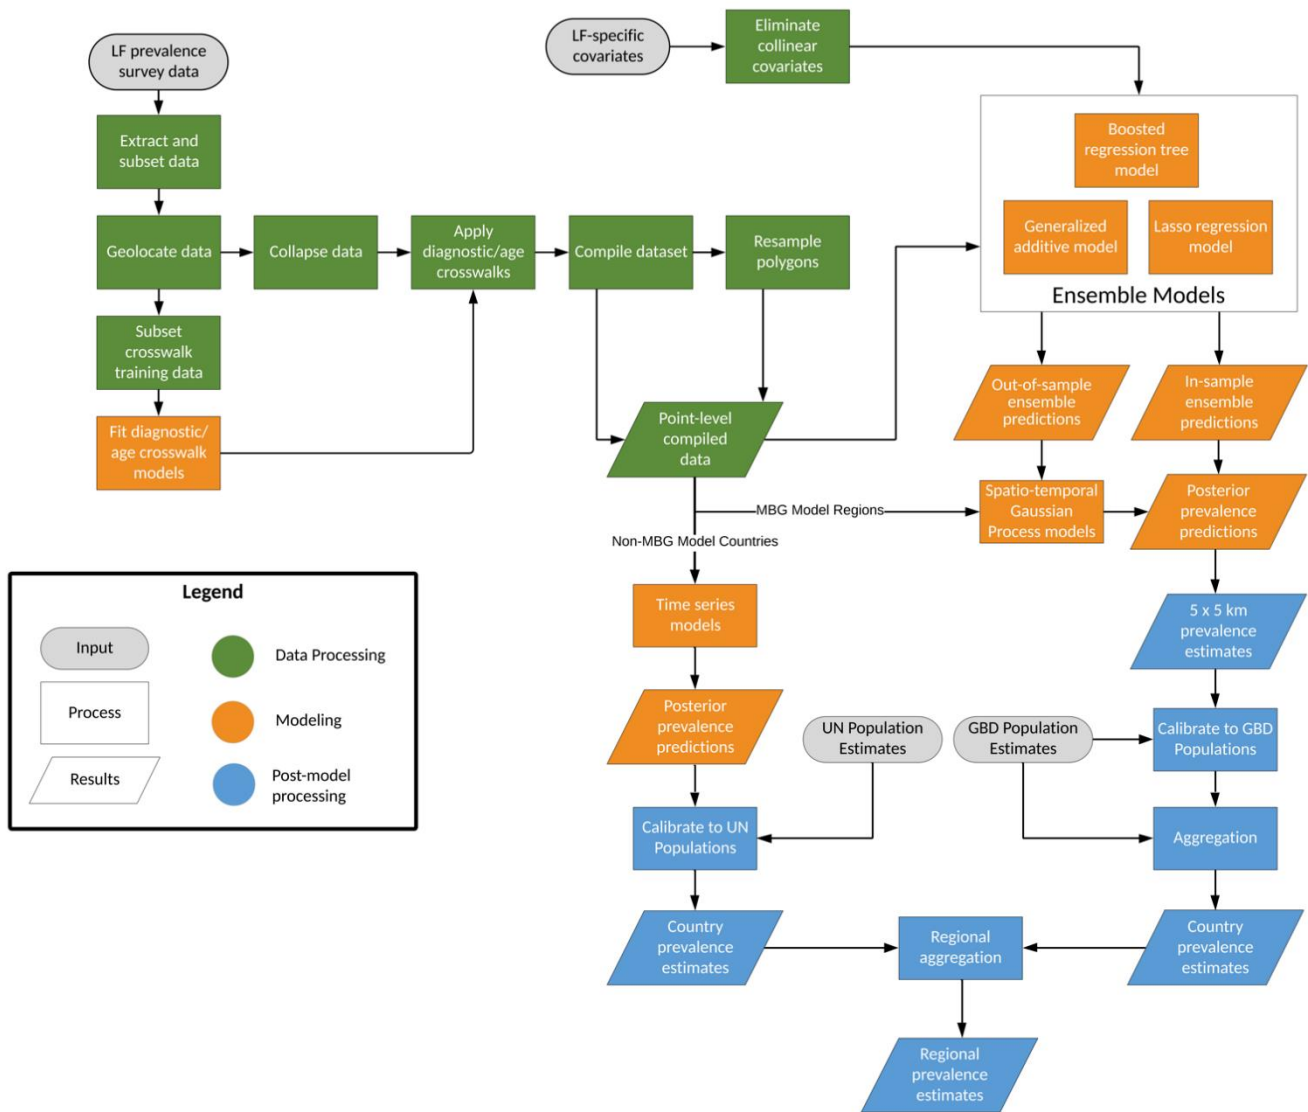 LF prevalence
survey data
LF-specific
covariates
Eliminate
collinear
covariates
Extract and
subset data
Boosted
regression tree
model
Generalized
additive model
Lasso regression
model
Ensemble Models
Geolocate data
Collapse data
Apply
diagnostic/age
crosswalks
Compile dataset
Resample
polygons
Subset
crosswalk
training data
Fit diagnostic/
age crosswalk
models
Point-level
compiled
data
Out-of-sample
ensemble
predictions
In-sample
ensemble
predictions
MBG Model Regions
Spatio-temporal
Gaussian
Process models
Posterior
prevalence
predictions
Non-MBG Model Countries
Time series
models
5 x 5 km
prevalence
estimates
Legend
Input
Process
Results
Data Processing
Modeling
Post-model
processing
Posterior
prevalence
predictions
UN Population
Estimates
GBD Population
Estimates
Calibrate to GBD
Populations
Calibrate to UN
Populations
Aggregation
Country
prevalence
estimates
Regional
aggregation
Country
prevalence
estimates
Regional
prevalence
estimates